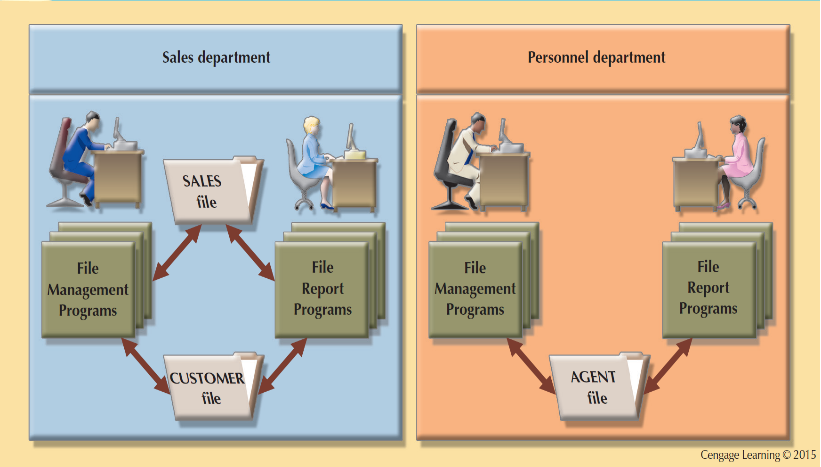 Sales department
Personnel department
SALES
file
File
Management
Programs
File
Report
Programs
CUSTOMER
file
File
Management
Programs
File
Report
Programs
AGENT
file
Cengage Learning © 2015